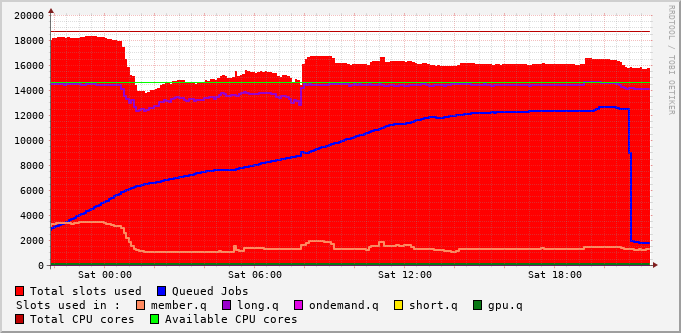 20000
18000
16000
14000
12000
10000
8000
6000
4000
2000
0
Sat 00:00 Sat 06:00 Sat 12:00 Sat 18:00
RRDTOOL / TOBI OETIKER
Total slots used Queued Jobs
Slots used in : member.q long.q ondemand.q short.q gpu.q
Total CPU cores Available CPU cores